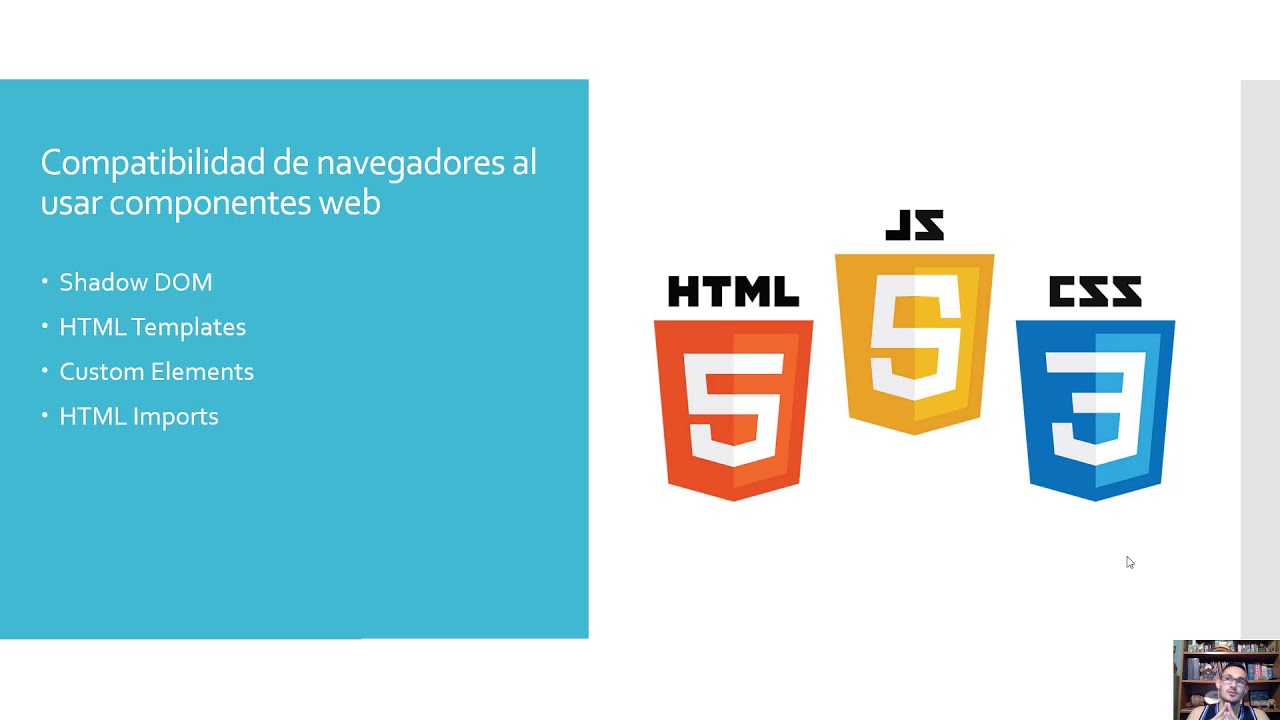 Compatibilidad de navegadores al
usar componentes web
• Shadow DOM
• HTML Templates
• Custom Elements
• HTML Imports
JS
HTML
CSS
5
5
3